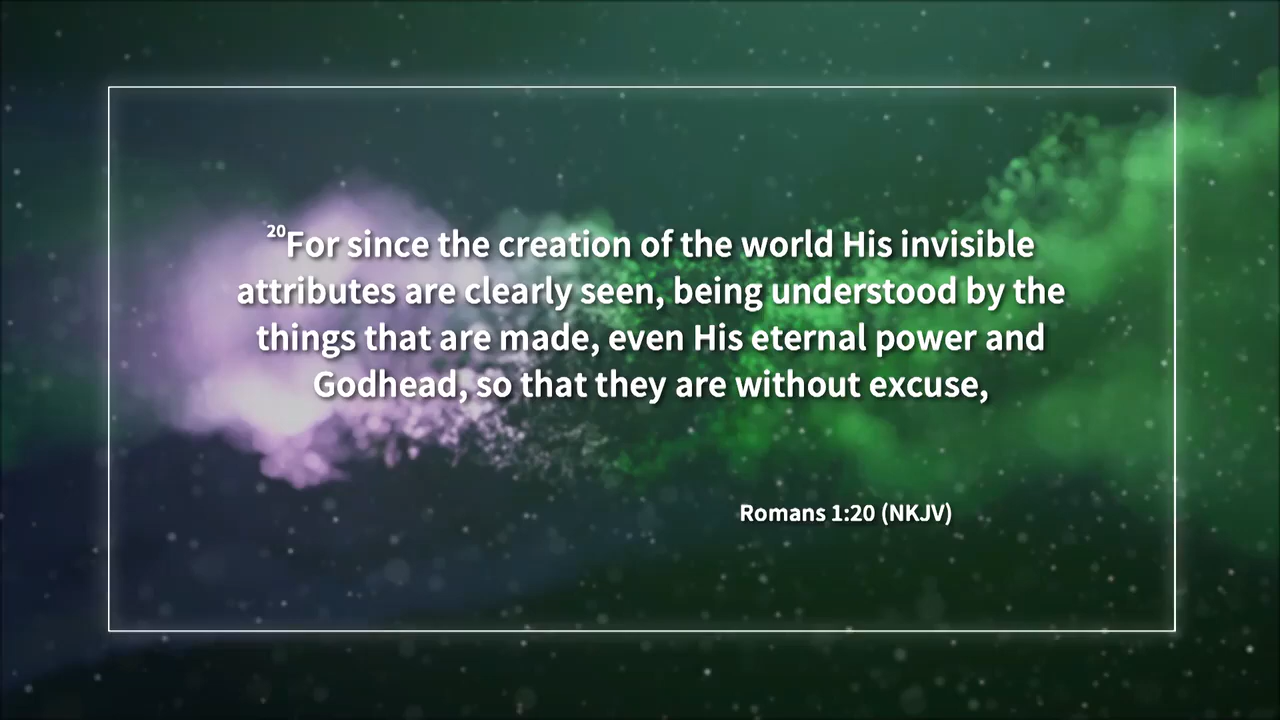 20For since the creation of the world His invisible
attributes are clearly seen, being understood by the
things that are made, even His eternal power and
Godhead, so that they are without excuse,
Romans 1:20 (NKJV)